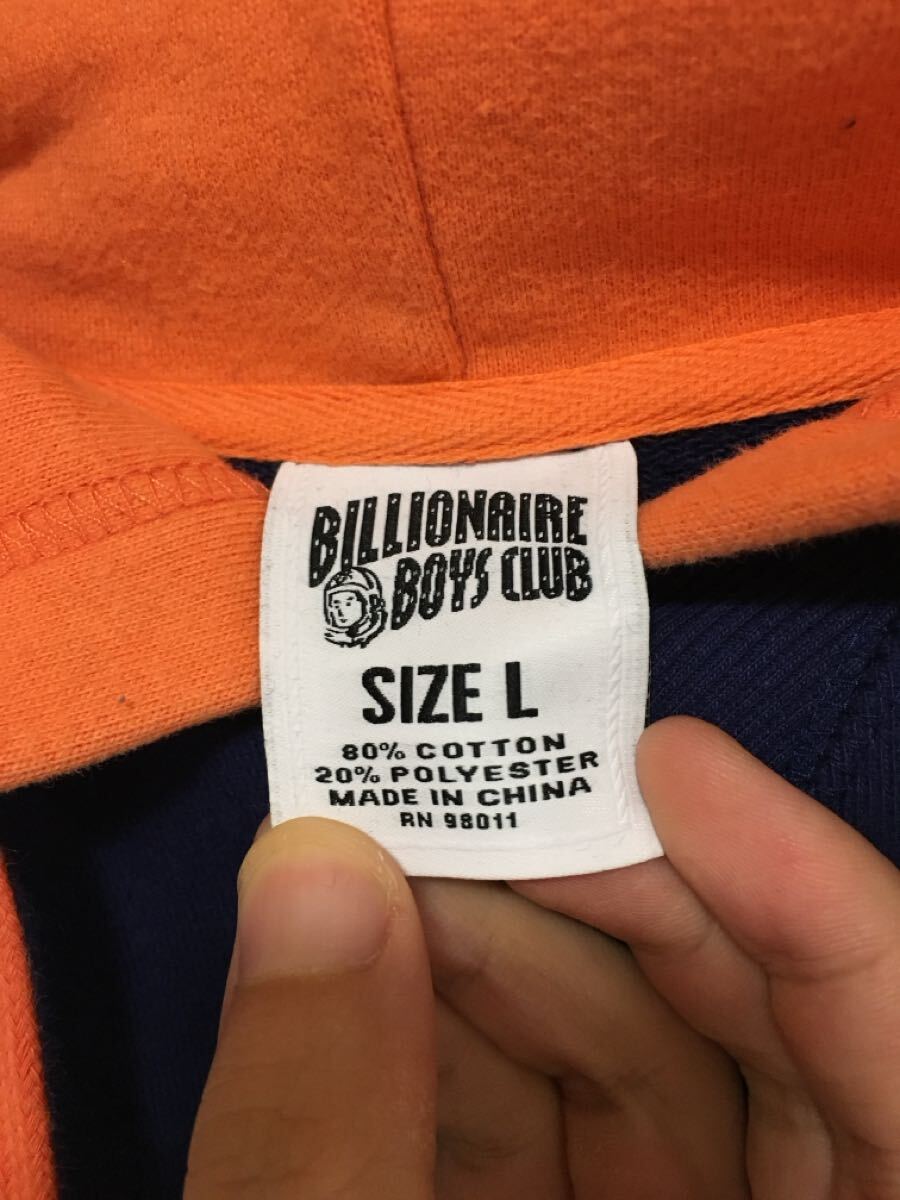 BILLIONAIRE
BOYS CLUB
SIZE L
80% COTTON
20% POLYESTER
MADE IN CHINA
RN 98011